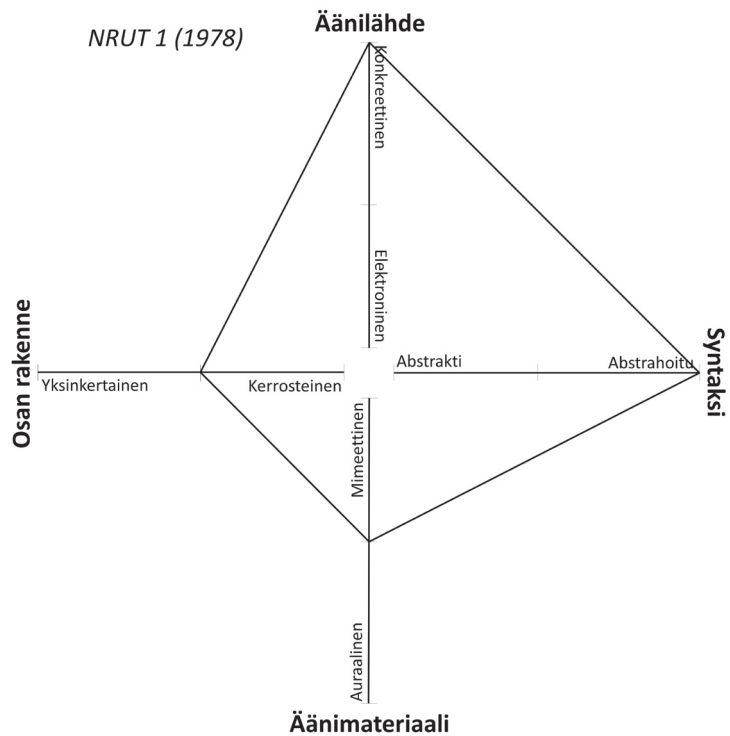 NRUT 1 (1978)
Äänilähde
Konkreettinen
Elektroninen
Osan rakenne
Yksinkertainen
Kerrosteinen
Abstrakti
Abstrahoitu
Syntaksi
Mimeettinen
Auraalinen
Äänimateriaali